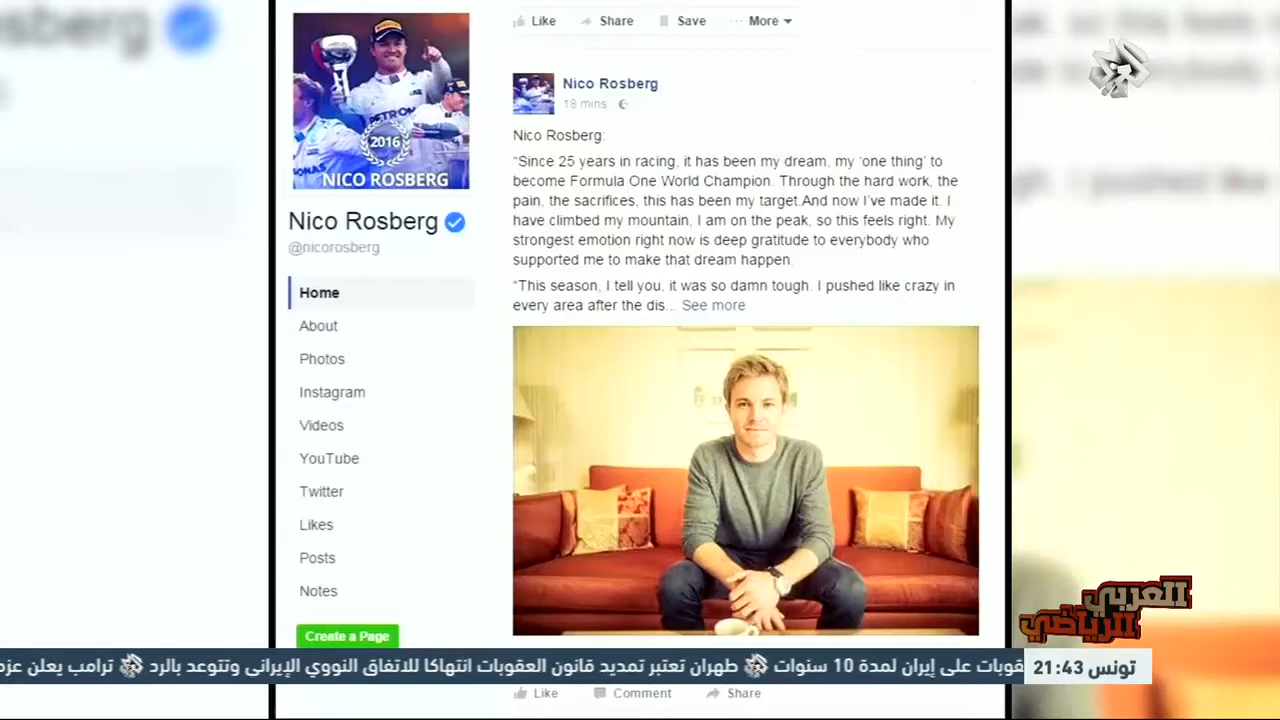 Like Share Save More
PETRONAS
2016
NICO ROSBERG
Nico Rosberg
@nicorosberg
Home
About
Photos
Instagram
Videos
YouTube
Twitter
Likes
Posts
Notes
Create a Page
Nico Rosberg
18 mins
Nico Rosberg:
“Since 25 years in racing, it has been my dream, my ‘one thing’ to
become Formula One World Champion. Through the hard work, the
pain, the sacrifices, this has been my target.And now I’ve made it. I
have climbed my mountain, I am on the peak, so this feels right. My
strongest emotion right now is deep gratitude to everybody who
supported me to make that dream happen.
“This season, I tell you, it was so damn tough. I pushed like crazy in
every area after the dis... See more
العربي
الرياضي
تونس 21:43
قوبات على إيران لمدة 10 سنوات طهران تعتبر تمديد قانون العقوبات انتهاكا للاتفاق النووي الإيراني وتتوعد بالرد ترامب يعلن عزم
Like Comment Share